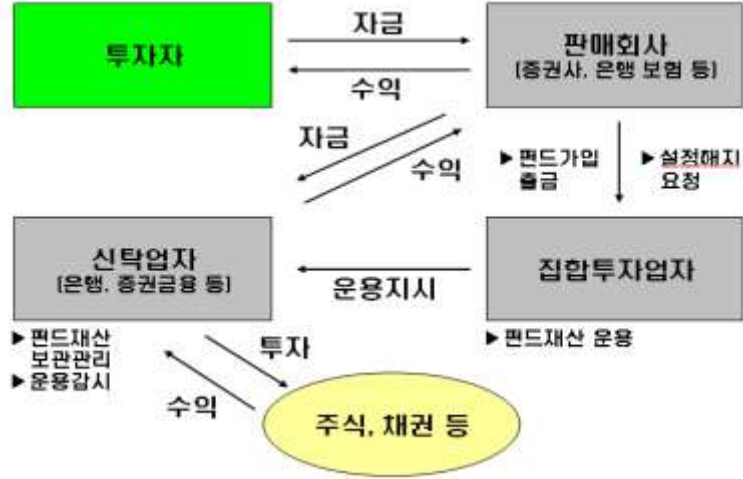 투자자
자금
수익
판매회사
(증권사, 은행 보험 등)
자금
수익
▶ 펀드가입
출금
▶ 설정해지
요청
신탁업자
(은행, 증권금융 등)
운용지시
집합투자업자
▶ 펀드재산
보관관리
▶ 운용감시
▶ 펀드재산 운용
투자
수익
주식, 채권 등